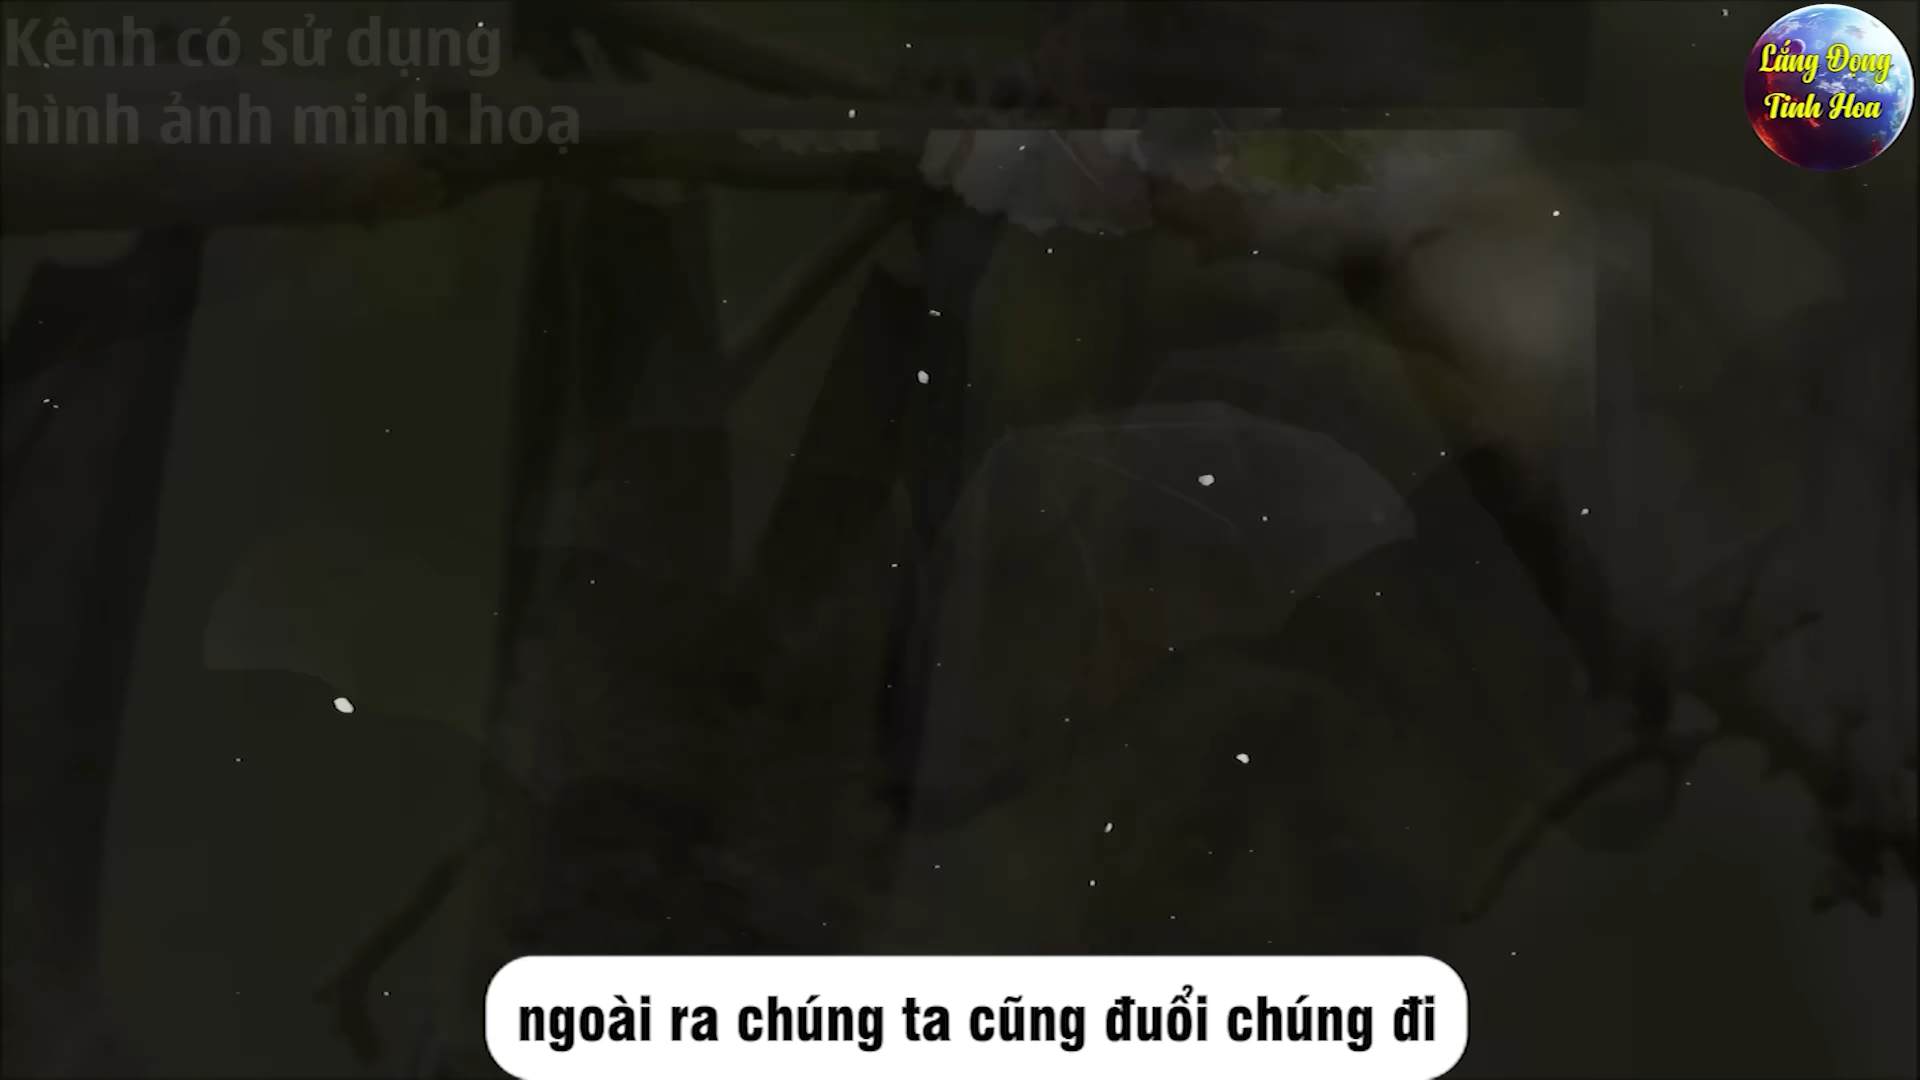 Kênh có sử dụng
hình ảnh minh hoạ
Lắng Đọng
Tinh Hoa
ngoài ra chúng ta cũng đuổi chúng đi